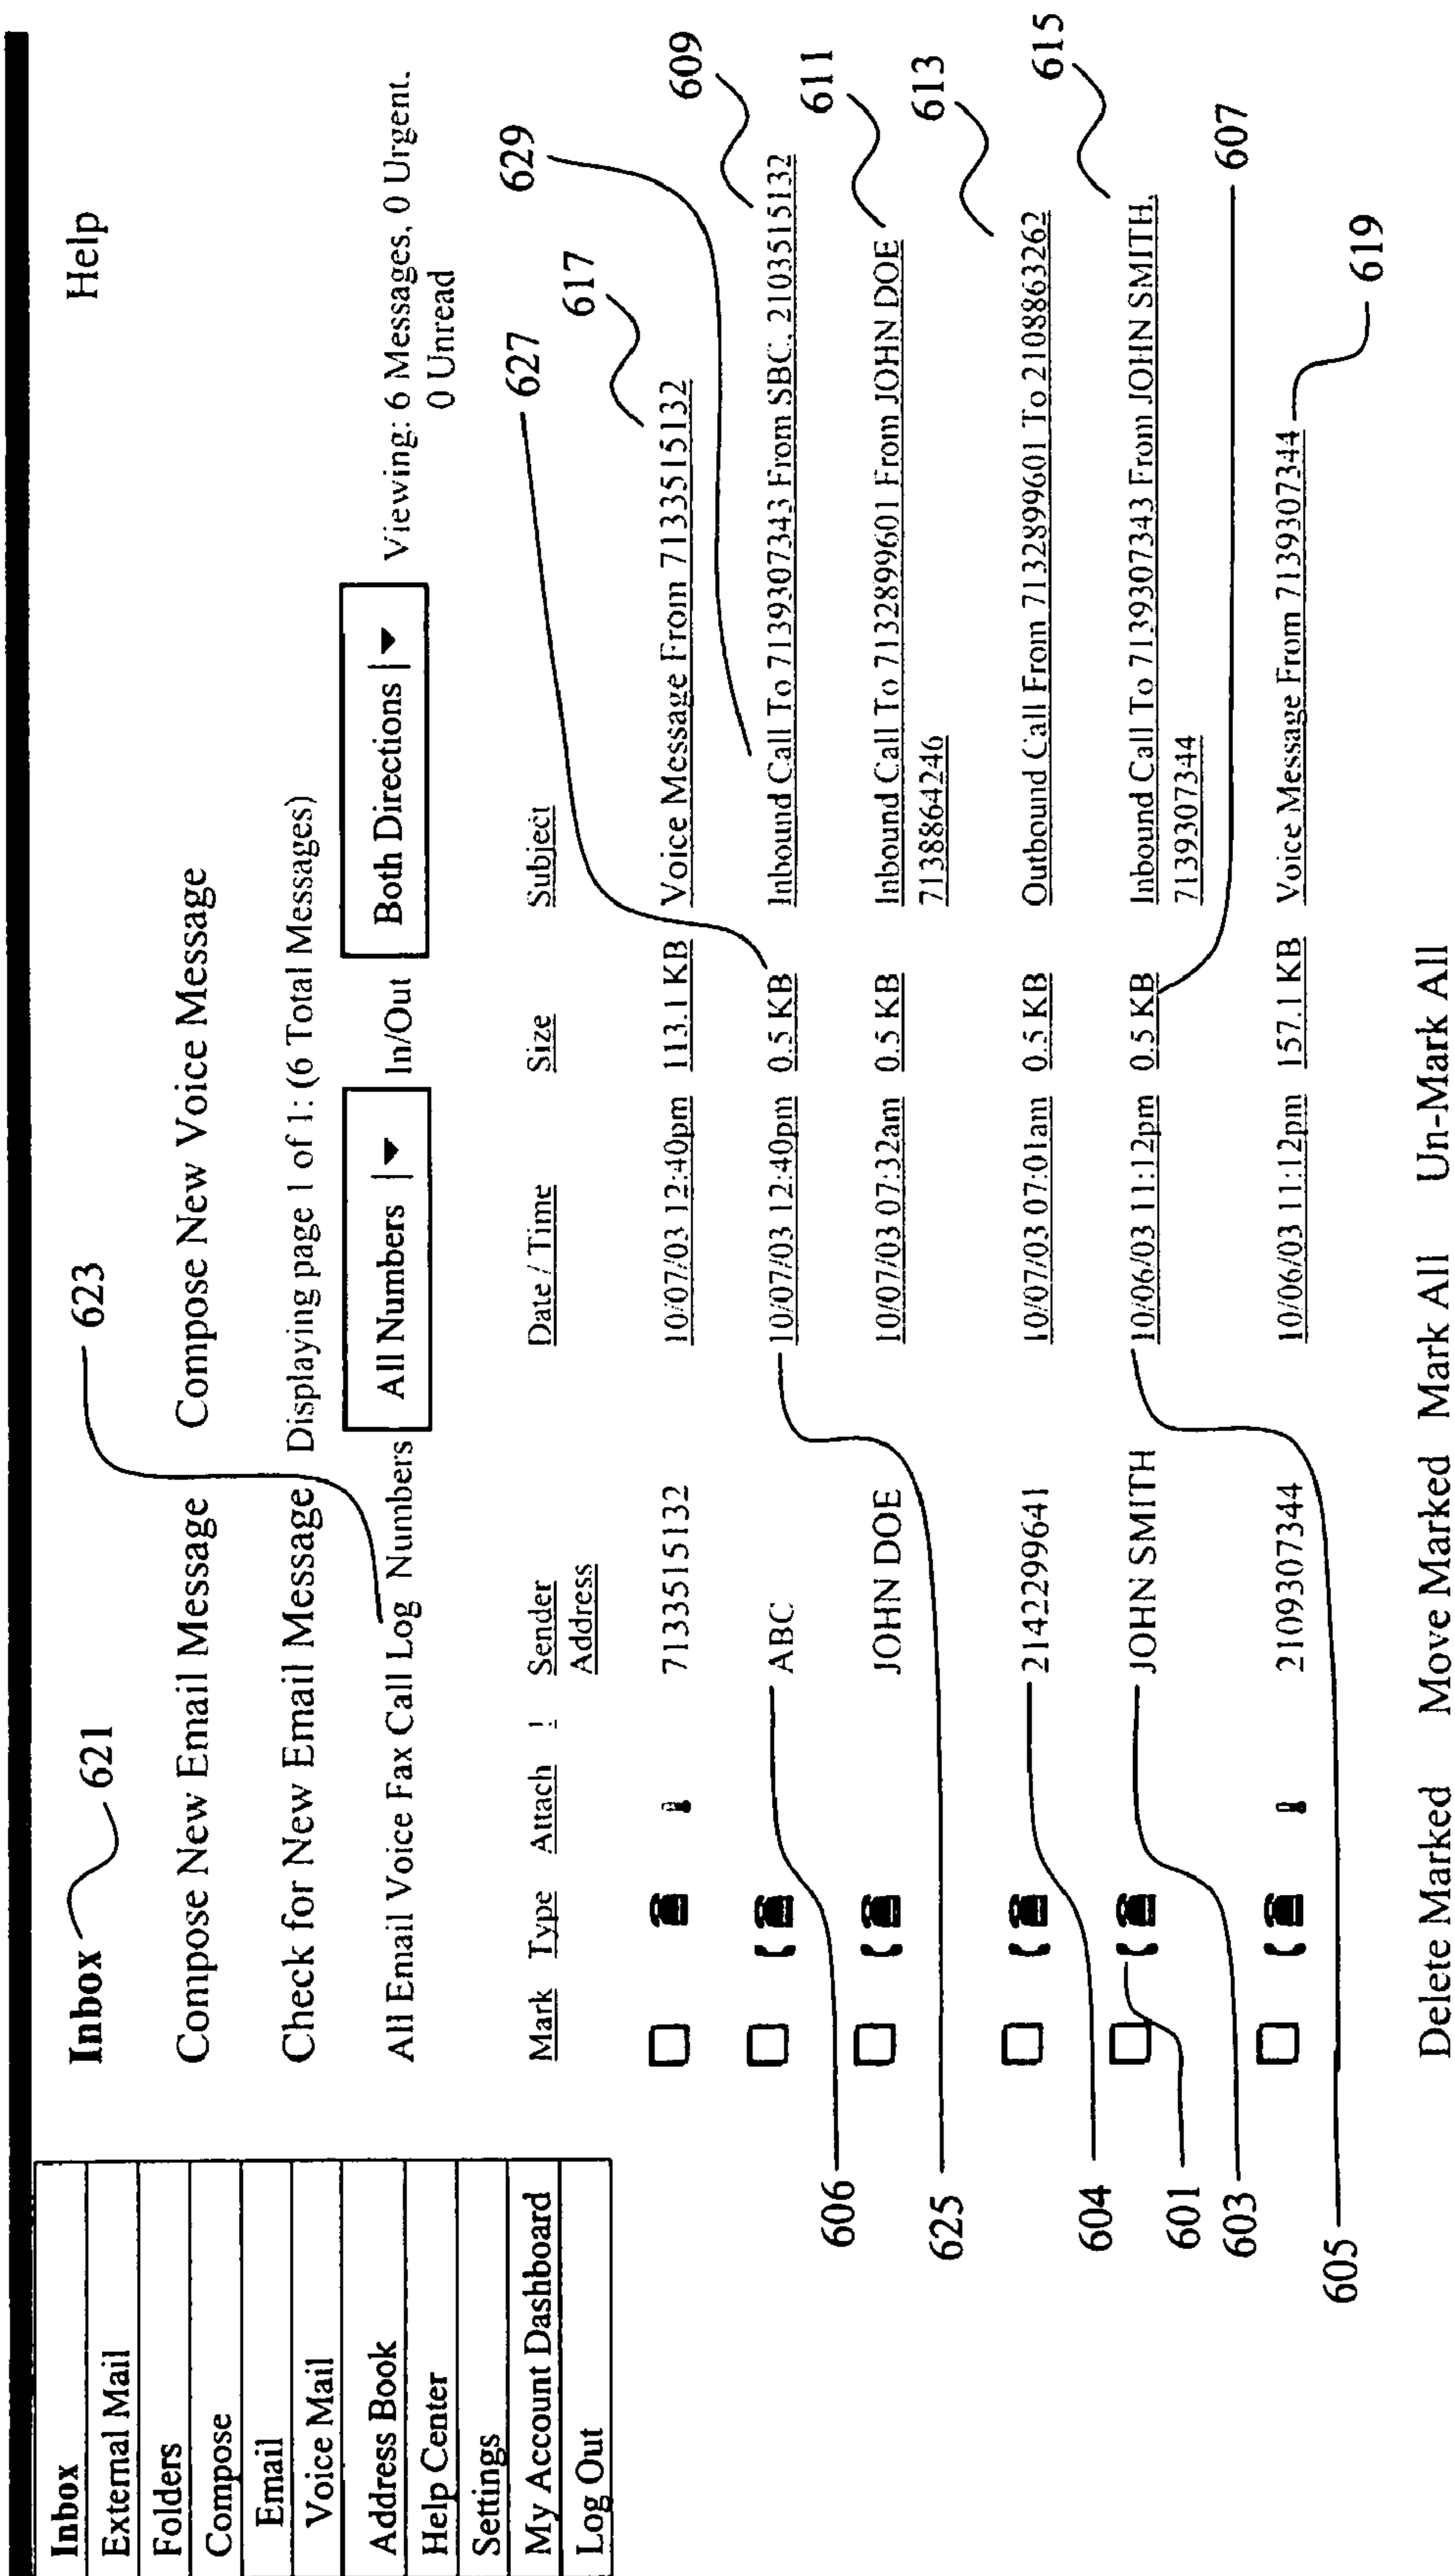 Inbox
External Mail
Folders
Compose
Email
Voice Mail
Address Book
Help Center
Settings
My Account Dashboard
Log Out
Inbox 621 623 Help
Compose New Email Message Compose New Voice Message
Check for New Email Message Displaying page 1 of 1: (6 Total Messages)
All Email Voice Fax Call Log Numbers All Numbers In/Out Both Directions Viewing: 6 Messages, 0 Urgent.
0 Unread
627 629
Mark Type Attach ! Sender Date / Time Size Subject
Address
617
7133515132 10/07/03 12:40pm 113.1 KB Voice Message From 7133515132
609
ABC 10/07/03 12:40pm 0.5 KB Inbound Call To 7139307343 From SBC, 2103515132
606
611
JOHN DOE 10/07/03 07:32am 0.5 KB Inbound Call To 7132899601 From JOHN DOE
7138864246
625
613
2142299641 10/07/03 07:01am 0.5 KB Outbound Call From 7132899601 To 2108863262
604
615
JOHN SMITH 10/06/03 11:12pm 0.5 KB Inbound Call To 7139307343 From JOHN SMITH,
7139307344
601
603
607
2109307344 10/06/03 11:12pm 157.1 KB Voice Message From 7139307344
605
619
Delete Marked Move Marked Mark All Un-Mark All